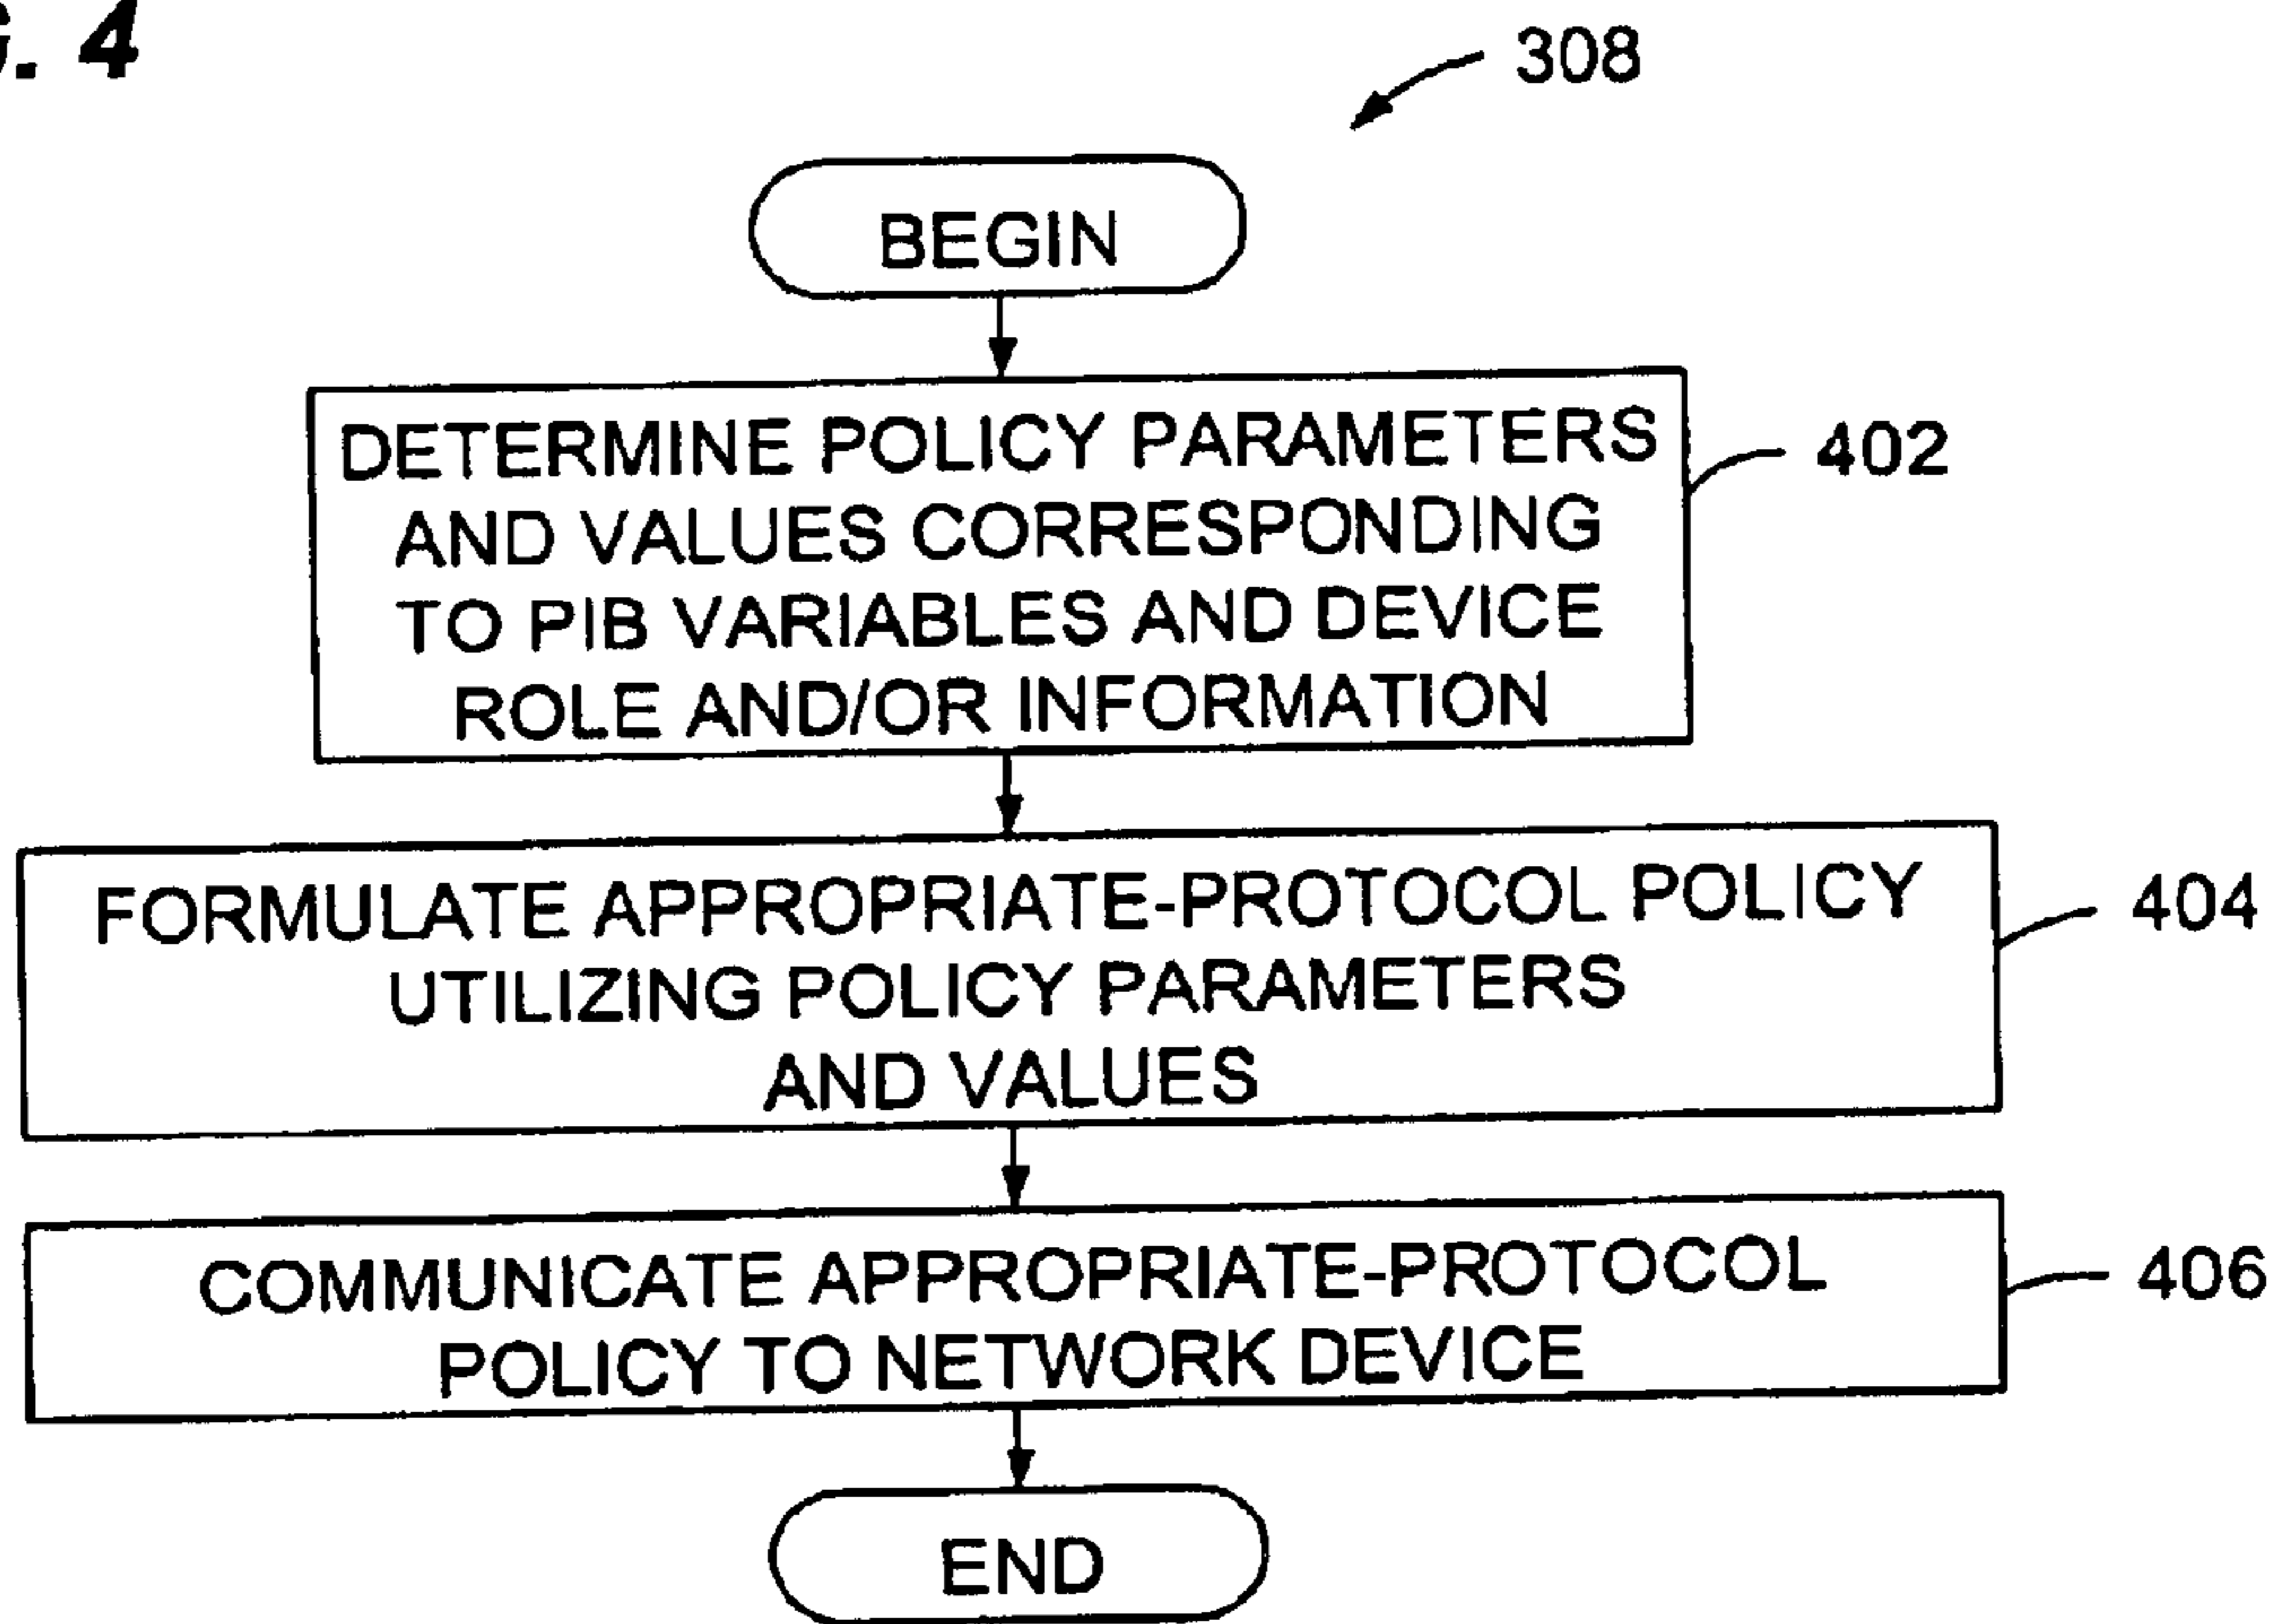 G. 4
308
BEGIN
DETERMINE POLICY PARAMETERS
AND VALUES CORRESPONDING
TO PIB VARIABLES AND DEVICE
ROLE AND/OR INFORMATION
402
FORMULATE APPROPRIATE-PROTOCOL POLICY
UTILIZING POLICY PARAMETERS
AND VALUES
404
COMMUNICATE APPROPRIATE-PROTOCOL
POLICY TO NETWORK DEVICE
406
END